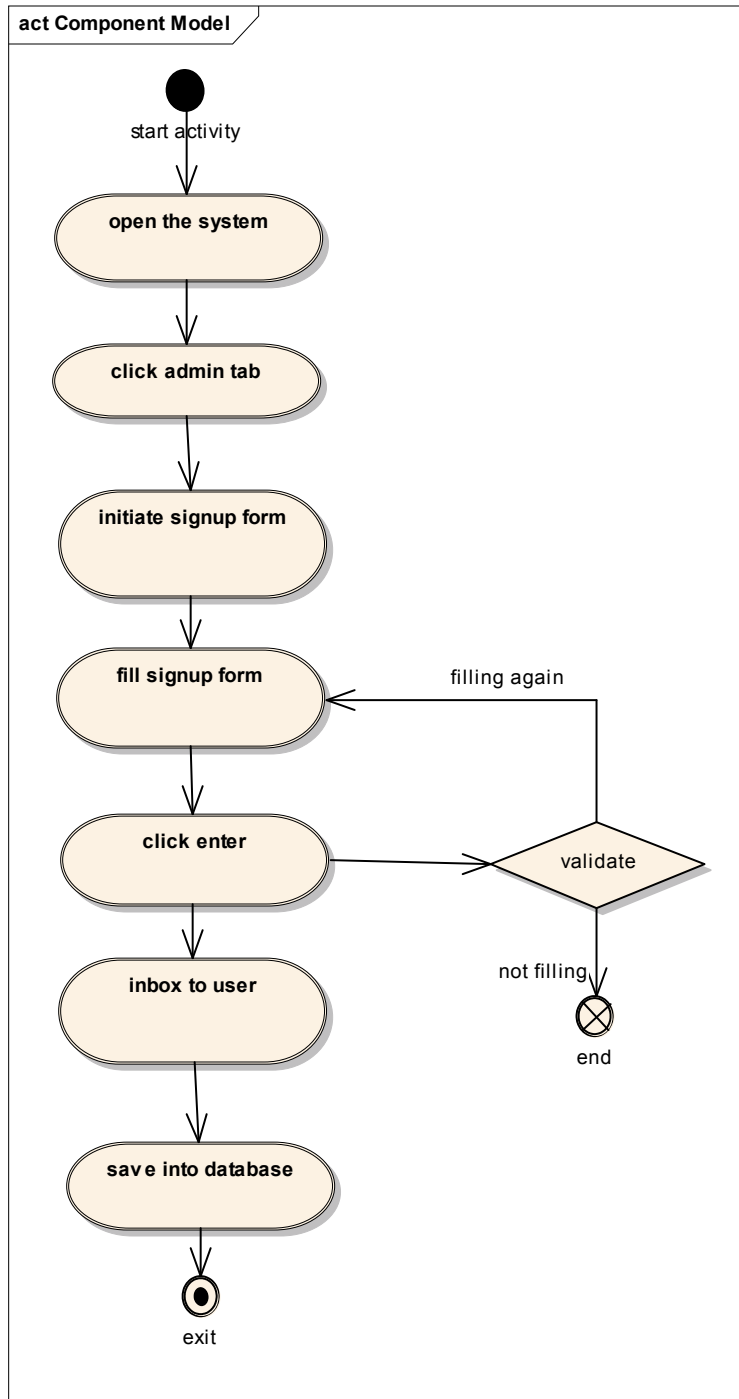 act Component Model
start activity
open the system
click admin tab
initiate signup form
fill signup form
filling again
click enter
validate
inbox to user
not filling
end
save into database
exit